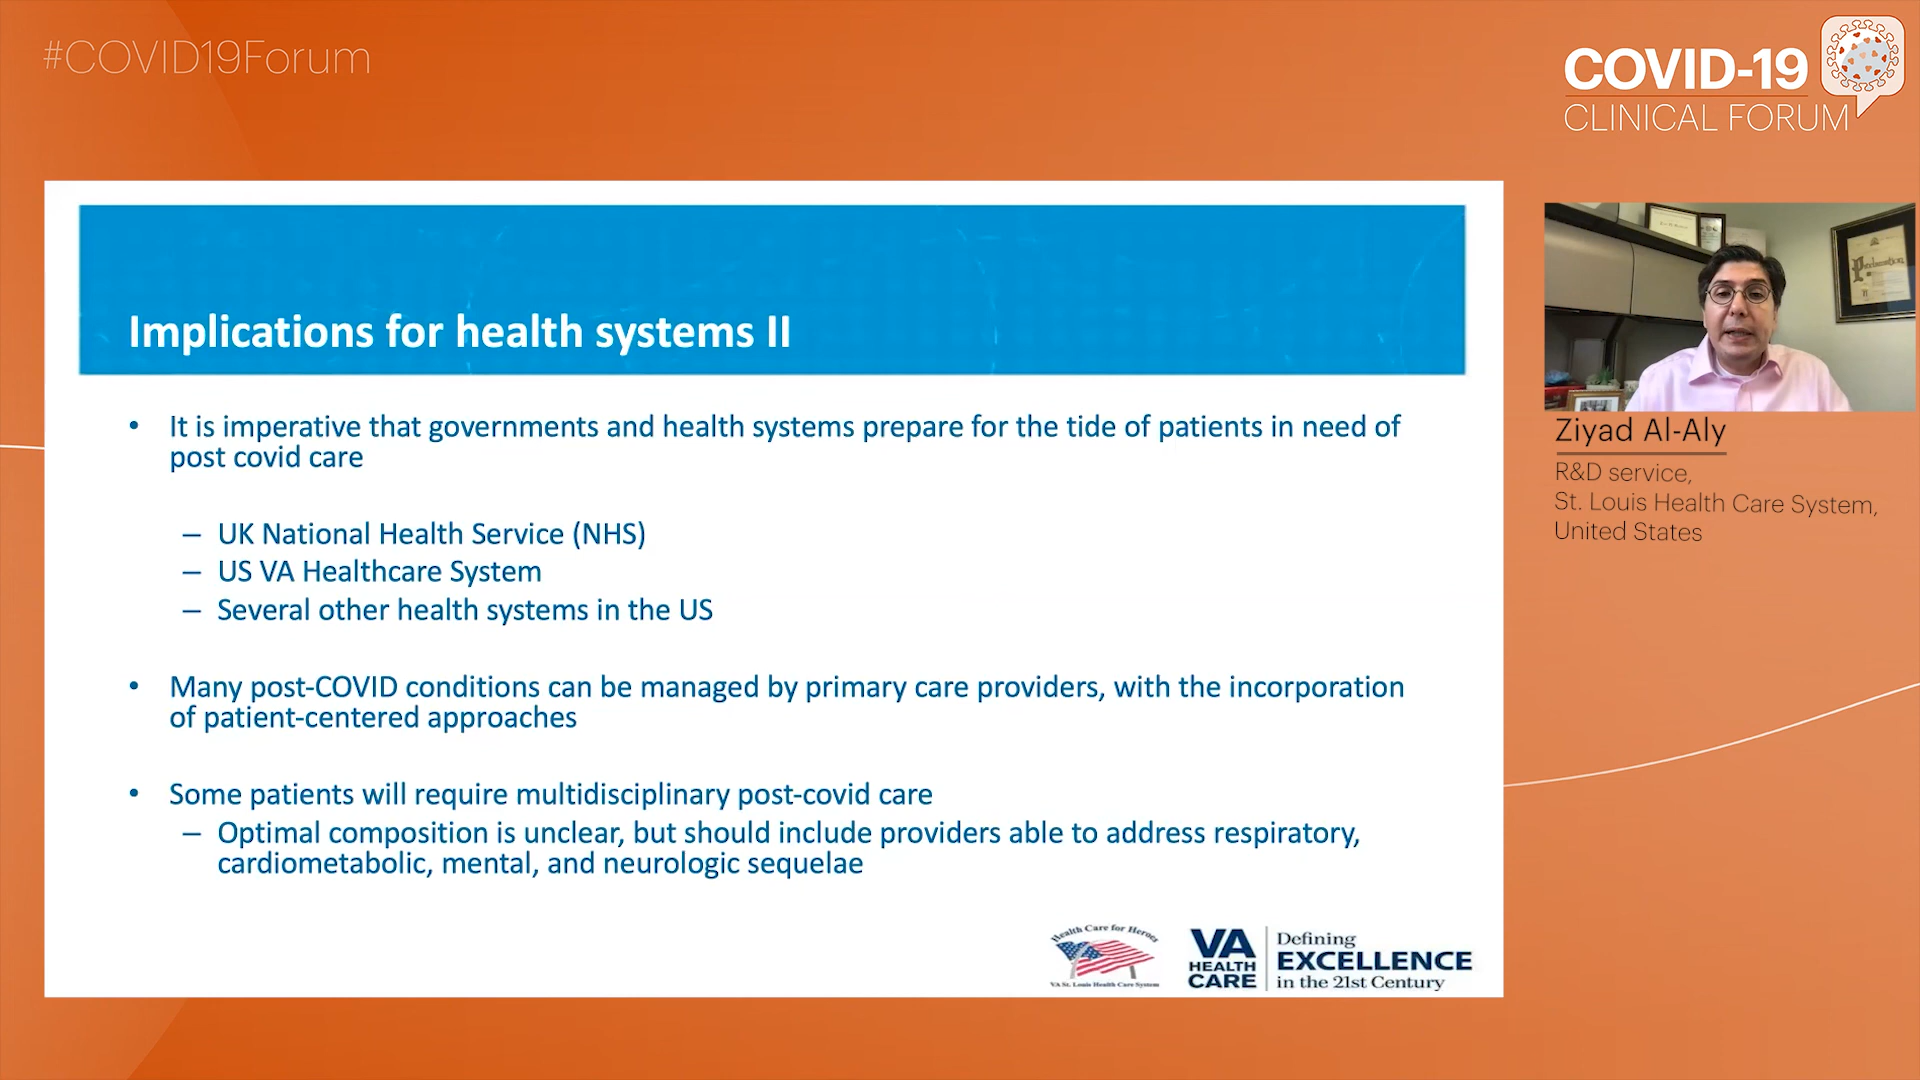 #COVID19Forum
COVID-19
CLINICAL FORUM
Implications for health systems II
• It is imperative that governments and health systems prepare for the tide of patients in need of
post covid care
– UK National Health Service (NHS)
– US VA Healthcare System
– Several other health systems in the US
• Many post-COVID conditions can be managed by primary care providers, with the incorporation
of patient-centered approaches
• Some patients will require multidisciplinary post-covid care
– Optimal composition is unclear, but should include providers able to address respiratory,
cardiometabolic, mental, and neurologic sequelae
Health Care for Heroes
VA St. Louis Health Care System
VA
HEALTH
CARE
Defining
EXCELLENCE
in the 21st Century
Proclamation
Ziyad Al-Aly
R&D service,
St. Louis Health Care System,
United States